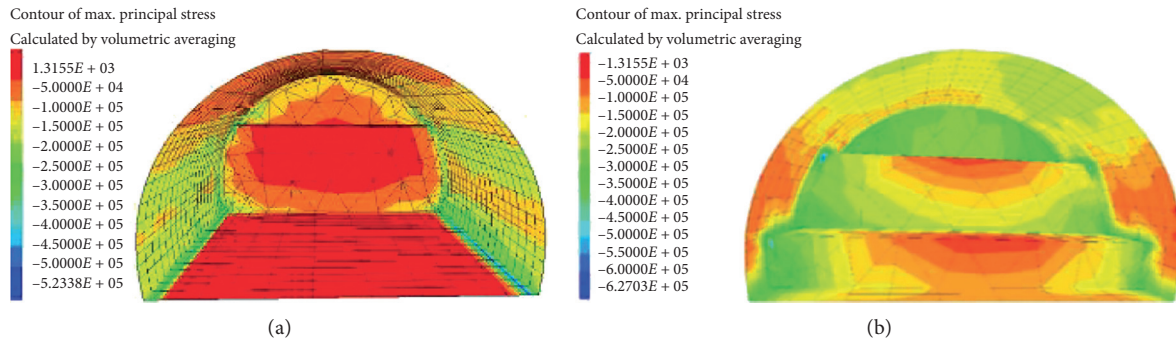 Contour of max. principal stress
Calculated by volumetric averaging
1.3155E + 03
–5.0000E + 04
–1.0000E + 05
–1.5000E + 05
–2.0000E + 05
–2.5000E + 05
–3.0000E + 05
–3.5000E + 05
–4.0000E + 05
–4.5000E + 05
–5.0000E + 05
–5.2338E + 05
(a)
Contour of max. principal stress
Calculated by volumetric averaging
–1.3155E + 03
–5.0000E + 04
–1.0000E + 05
–1.5000E + 05
–2.0000E + 05
–2.5000E + 05
–3.0000E + 05
–3.5000E + 05
–4.0000E + 05
–4.5000E + 05
–5.0000E + 05
–5.5000E + 05
–6.0000E + 05
–6.2703E + 05
(b)